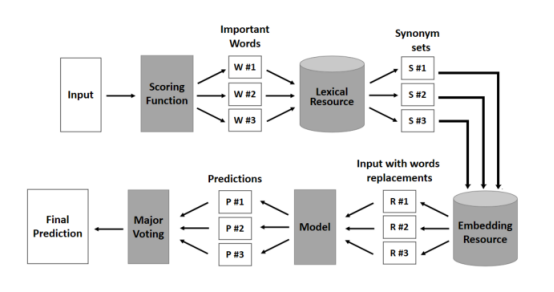 Important
Words
Synonym
sets
Input
Scoring
Function
W #1
W #2
W #3
Lexical
Resource
S #1
S #2
S #3
Input with words
replacements
Predictions
Final
Prediction
Major
Voting
P #1
P #2
P #3
Model
R #1
R #2
R #3
Embedding
Resource